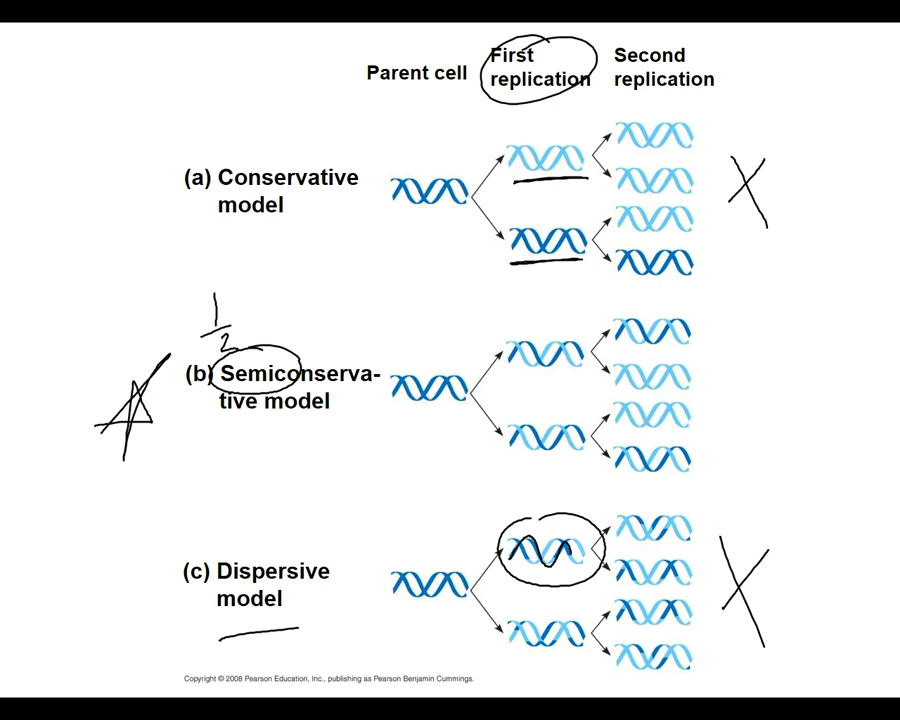 Parent cell
First
replication
Second
replication
(a) Conservative
model
1
2
(b) Semiconserva-
tive model
(c) Dispersive
model
Copyright © 2008 Pearson Education, Inc., publishing as Pearson Benjamin Cummings.